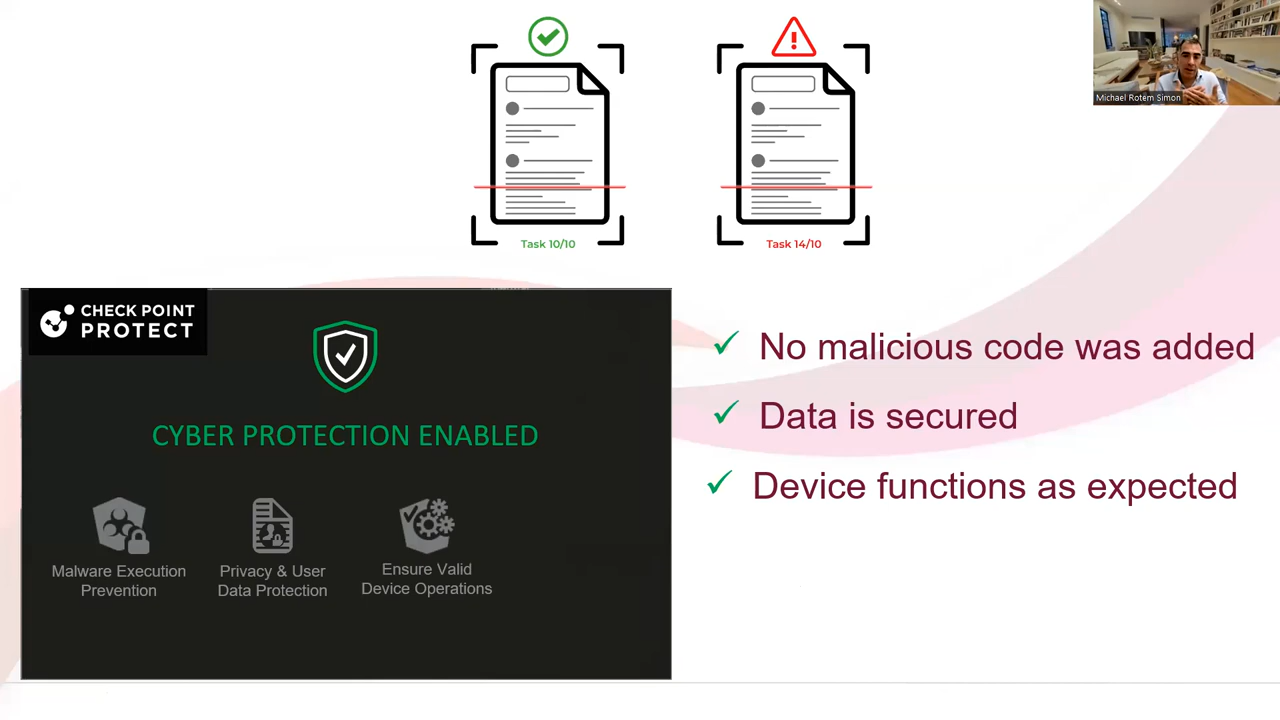 Michael Rotem Simon
Task 10/10
Task 14/10
CHECK POINT
PROTECT
CYBER PROTECTION ENABLED
Malware Execution
Prevention
Privacy & User
Data Protection
Ensure Valid
Device Operations
No malicious code was added
Data is secured
Device functions as expected